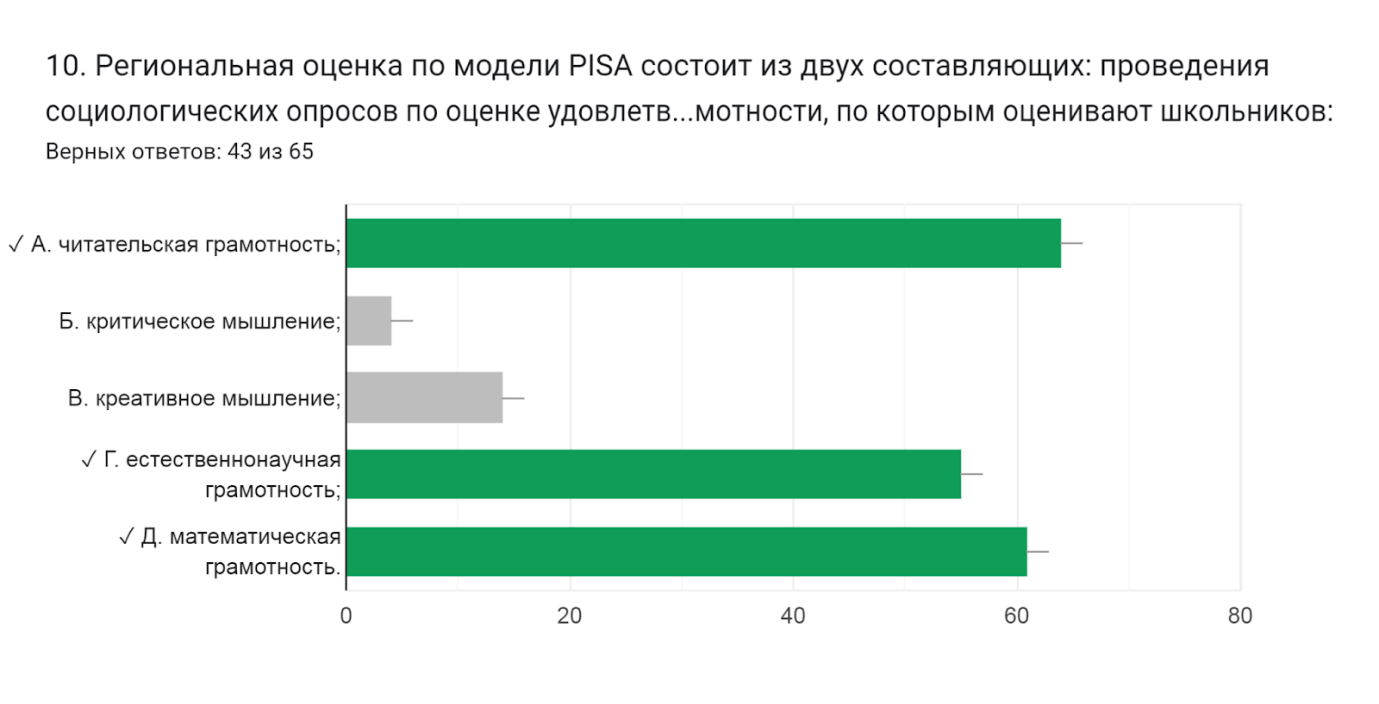 10. Региональная оценка по модели PISA состоит из двух составляющих: проведения
социологических опросов по оценке удовлетв...мотности, по которым оценивают школьников:
Верных ответов: 43 из 65
✓ А. читательская грамотность;
Б. критическое мышление;
В. креативное мышление;
✓ Г. естественнонаучная
грамотность;
✓ Д. математическая
грамотность.
0 20 40 60 80